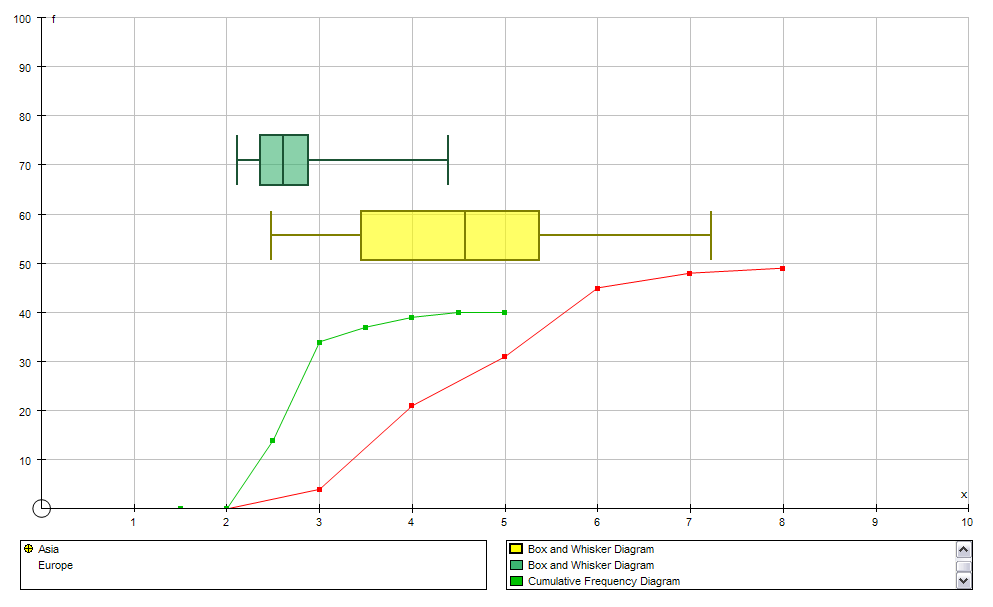 100 f
90
80
70
60
50
40
30
20
10
x
1 2 3 4 5 6 7 8 9 10
Asia
Europe
Box and Whisker Diagram
Box and Whisker Diagram
Cumulative Frequency Diagram